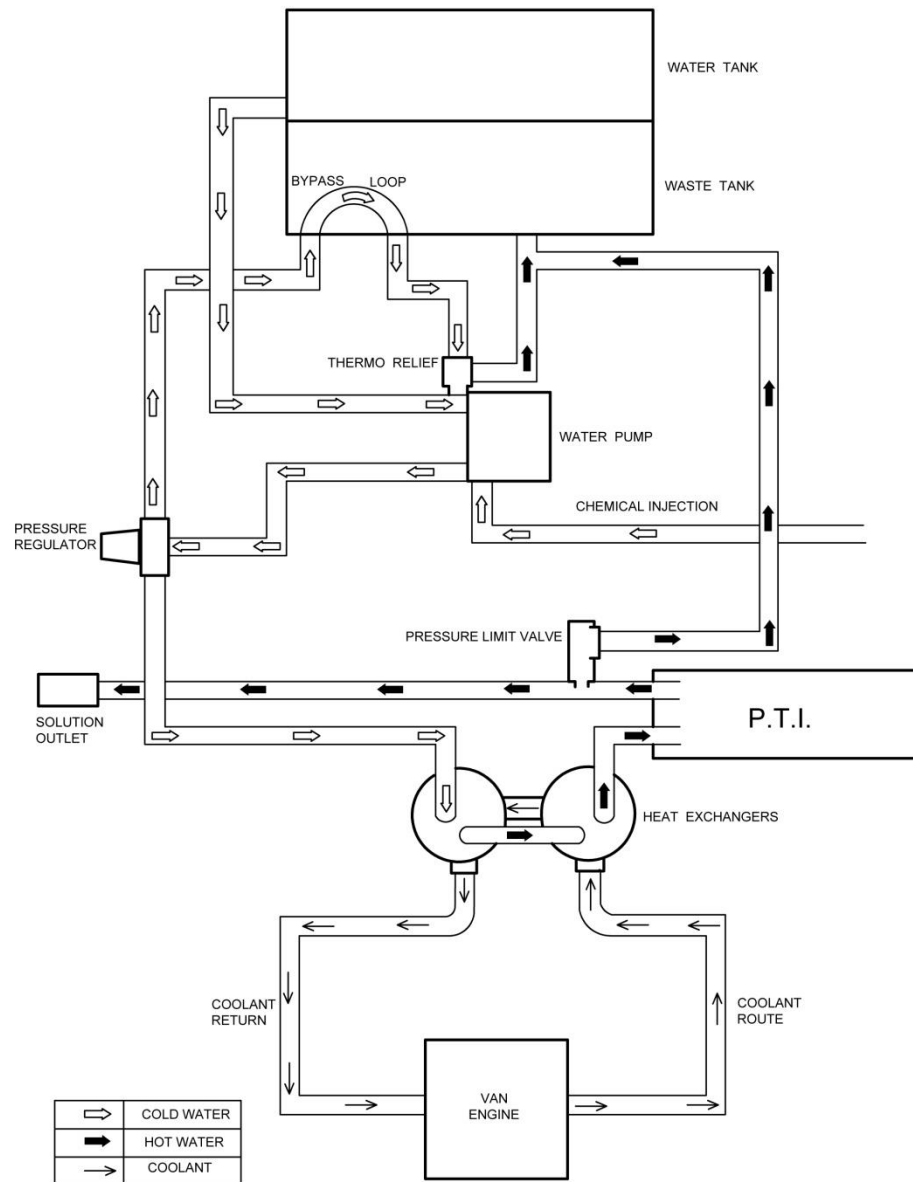 WATER TANK
WASTE TANK
BYPASS LOOP
THERMO RELIEF
WATER PUMP
CHEMICAL INJECTION
PRESSURE
REGULATOR
PRESSURE LIMIT VALVE
P.T.I.
SOLUTION
OUTLET
HEAT EXCHANGERS
COOLANT
RETURN
COOLANT
ROUTE
VAN
ENGINE
COLD WATER
HOT WATER
COOLANT